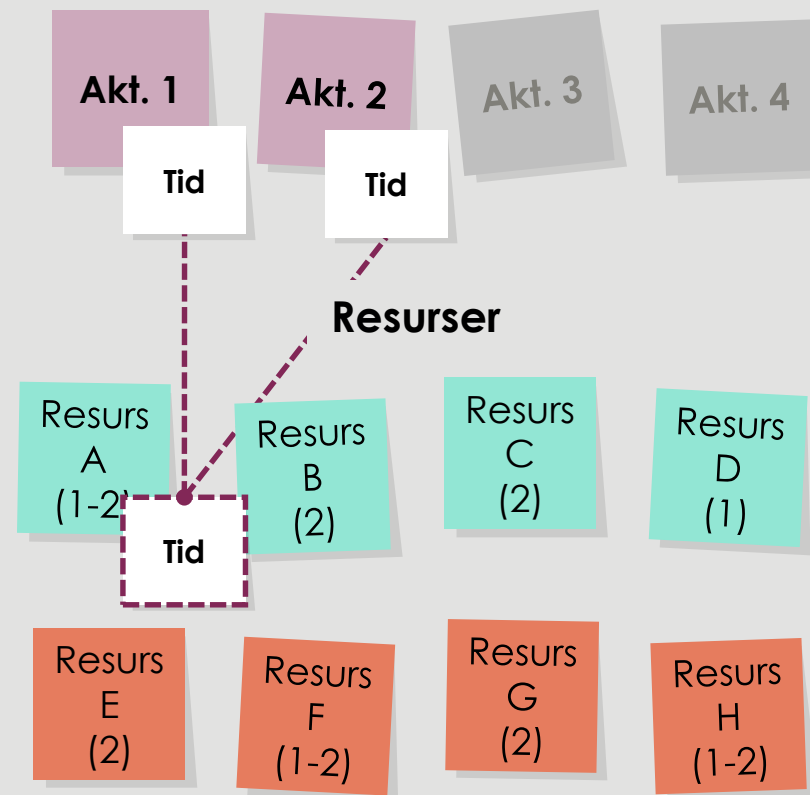 Akt. 1
Akt. 2
Akt. 3
Akt. 4
Tid
Tid
Resurser
Resurs
A
(1-2)
Resurs
B
(2)
Resurs
C
(2)
Resurs
D
(1)
Tid
Resurs
E
(2)
Resurs
F
(1-2)
Resurs
G
(2)
Resurs
H
(1-2)